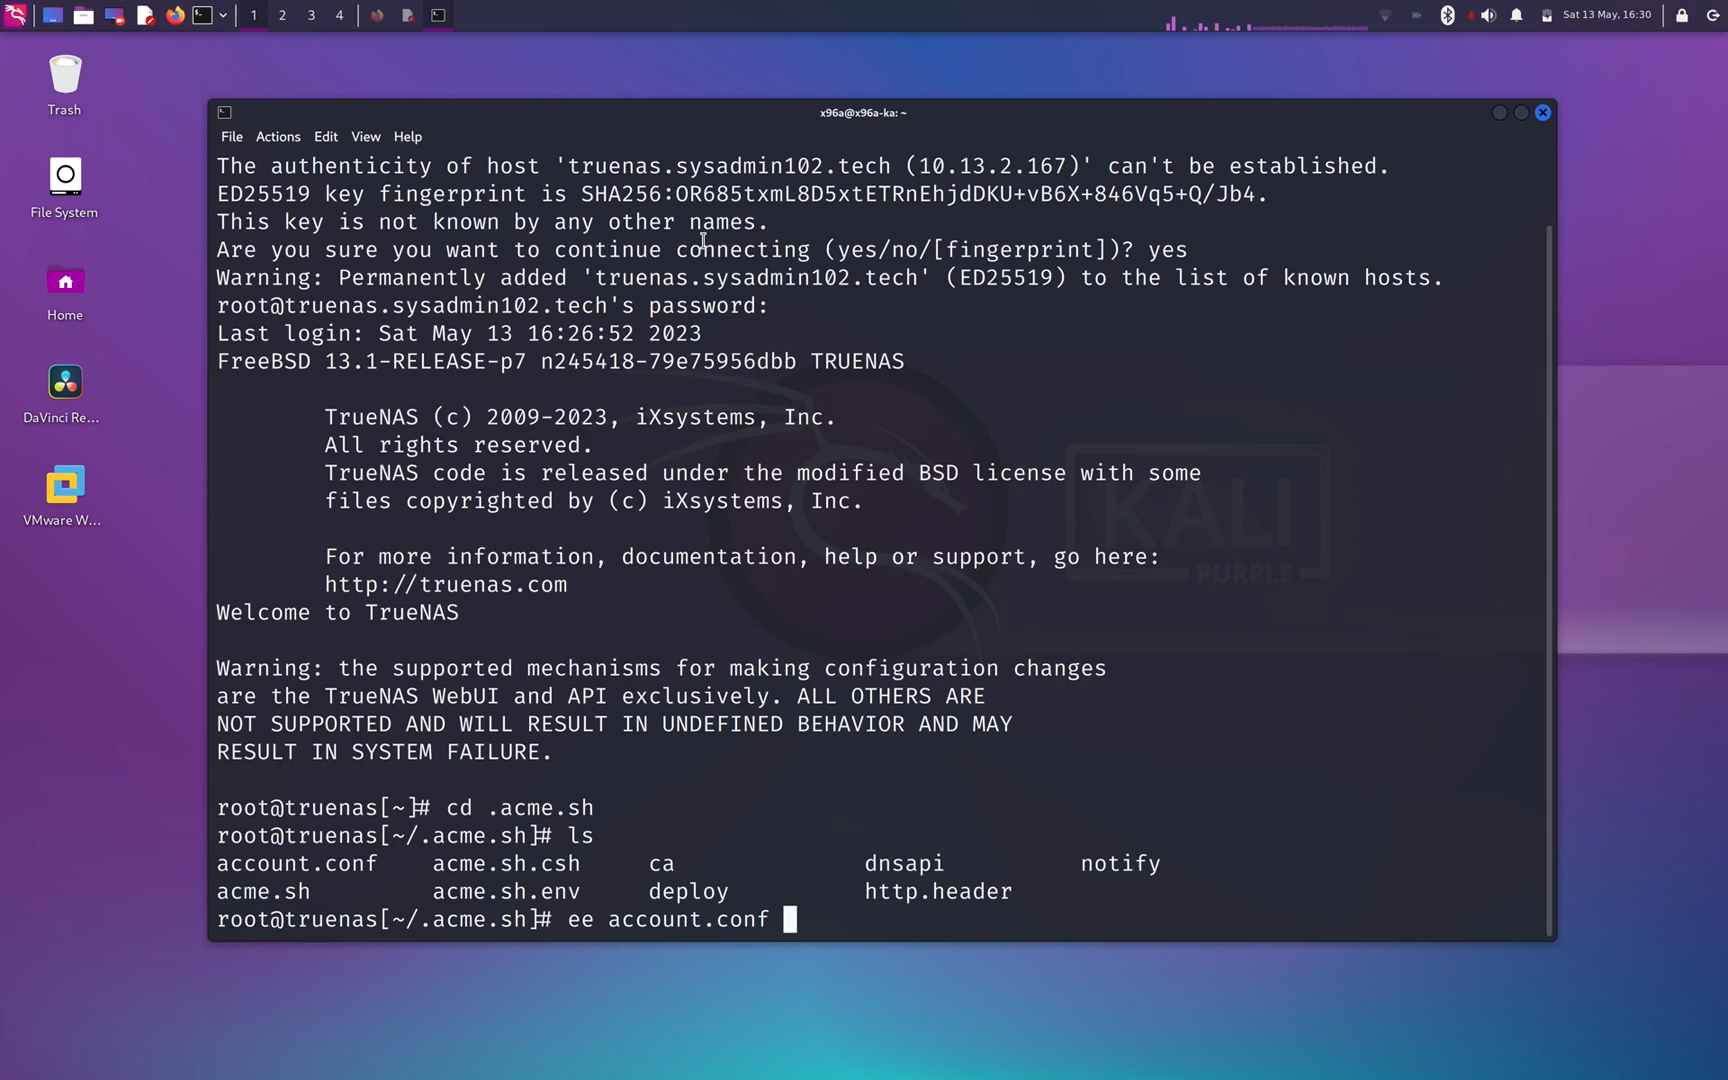 1 2 3 4
Sat 13 May, 16:30
Trash
File System
Home
DaVinci Re...
VMware W...
x96a@x96a-ka: ~
File Actions Edit View Help
The authenticity of host 'truenas.sysadmin102.tech (10.13.2.167)' can't be established.
ED25519 key fingerprint is SHA256:OR685txmL8D5xtETRnEhjdDKU+vB6X+846Vq5+Q/Jb4.
This key is not known by any other names.
Are you sure you want to continue connecting (yes/no/[fingerprint])? yes
Warning: Permanently added 'truenas.sysadmin102.tech' (ED25519) to the list of known hosts.
root@truenas.sysadmin102.tech's password:
Last login: Sat May 13 16:26:52 2023
FreeBSD 13.1-RELEASE-p7 n245418-79e75956dbb TRUENAS
TrueNAS (c) 2009-2023, iXsystems, Inc.
All rights reserved.
TrueNAS code is released under the modified BSD license with some
files copyrighted by (c) iXsystems, Inc.
For more information, documentation, help or support, go here:
http://truenas.com
Welcome to TrueNAS
Warning: the supported mechanisms for making configuration changes
are the TrueNAS WebUI and API exclusively. ALL OTHERS ARE
NOT SUPPORTED AND WILL RESULT IN UNDEFINED BEHAVIOR AND MAY
RESULT IN SYSTEM FAILURE.
root@truenas[~]# cd .acme.sh
root@truenas[~/.acme.sh]# ls
account.conf acme.sh.csh ca dnsapi notify
acme.sh acme.sh.env deploy http.header
root@truenas[~/.acme.sh]# ee account.conf
KALI
PURPLE